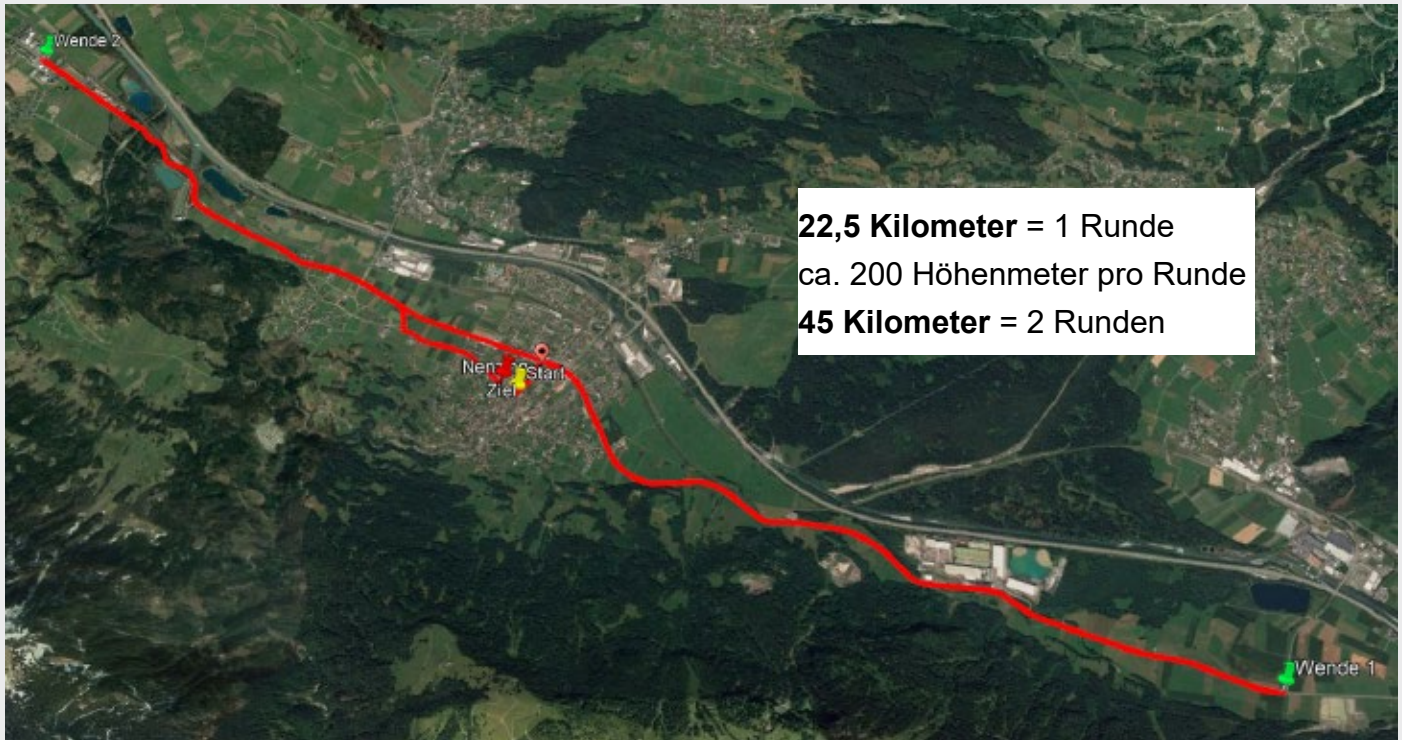 Wende 2
22,5 Kilometer = 1 Runde
ca. 200 Höhenmeter pro Runde
45 Kilometer = 2 Runden
Start
Ziel
Wende 1